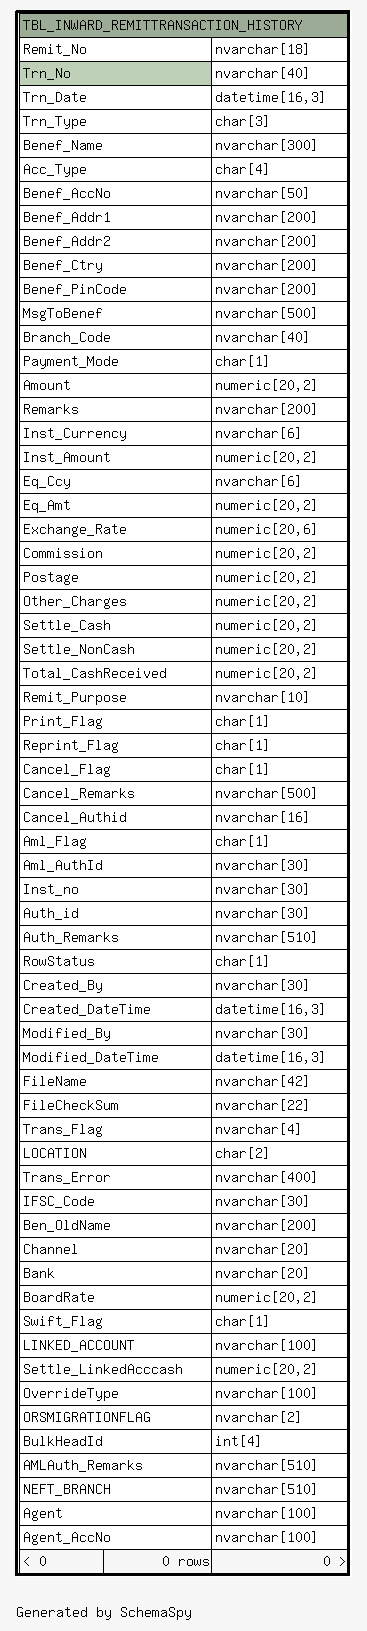 TBL_INWARD_REMITTRANSACTION_HISTORY
Remit_No nvarchar[18]
Trn_No nvarchar[40]
Trn_Date datetime[16,3]
Trn_Type char[3]
Benef_Name nvarchar[300]
Acc_Type char[4]
Benef_AccNo nvarchar[50]
Benef_Addr1 nvarchar[200]
Benef_Addr2 nvarchar[200]
Benef_Ctry nvarchar[200]
Benef_PinCode nvarchar[200]
MsgToBenef nvarchar[500]
Branch_Code nvarchar[40]
Payment_Mode char[1]
Amount numeric[20,2]
Remarks nvarchar[200]
Inst_Currency nvarchar[6]
Inst_Amount numeric[20,2]
Eq_Ccy nvarchar[6]
Eq_Amt numeric[20,2]
Exchange_Rate numeric[20,6]
Commission numeric[20,2]
Postage numeric[20,2]
Other_Charges numeric[20,2]
Settle_Cash numeric[20,2]
Settle_NonCash numeric[20,2]
Total_CashReceived numeric[20,2]
Remit_Purpose nvarchar[10]
Print_Flag char[1]
Reprint_Flag char[1]
Cancel_Flag char[1]
Cancel_Remarks nvarchar[500]
Cancel_Authid nvarchar[16]
Aml_Flag char[1]
Aml_AuthId nvarchar[30]
Inst_no nvarchar[30]
Auth_id nvarchar[30]
Auth_Remarks nvarchar[510]
RowStatus char[1]
Created_By nvarchar[30]
Created_DateTime datetime[16,3]
Modified_By nvarchar[30]
Modified_DateTime datetime[16,3]
FileName nvarchar[42]
FileCheckSum nvarchar[22]
Trans_Flag nvarchar[4]
LOCATION char[2]
Trans_Error nvarchar[400]
IFSC_Code nvarchar[30]
Ben_OldName nvarchar[200]
Channel nvarchar[20]
Bank nvarchar[20]
BoardRate numeric[20,2]
Swift_Flag char[1]
LINKED_ACCOUNT nvarchar[100]
Settle_LinkedAcccash numeric[20,2]
OverrideType nvarchar[100]
ORSMIGRATIONFLAG nvarchar[2]
BulkHeadId int[4]
AMLAuth_Remarks nvarchar[510]
NEFT_BRANCH nvarchar[510]
Agent nvarchar[100]
Agent_AccNo nvarchar[100]
< 0 0 rows 0 >
Generated by SchemaSpy